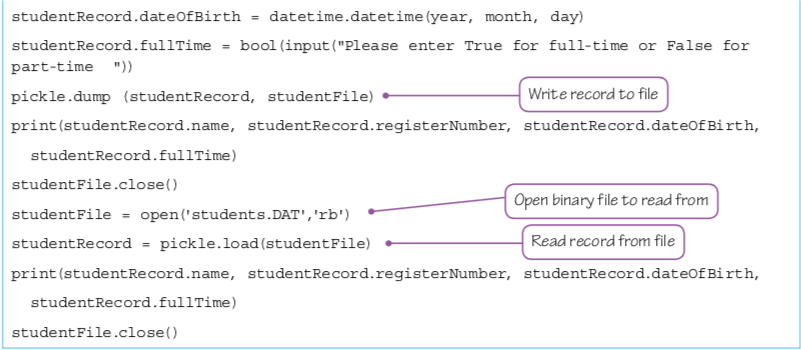 studentRecord.dateOfBirth = datetime.datetime(year, month, day)
studentRecord.fullTime = bool(input("Please enter True for full-time or False for
part-time  "))
pickle.dump (studentRecord, studentFile)
Write record to file
print(studentRecord.name, studentRecord.registerNumber, studentRecord.dateOfBirth,
  studentRecord.fullTime)
studentFile.close()
Open binary file to read from
studentFile = open('students.DAT','rb')
studentRecord = pickle.load(studentFile)
Read record from file
print(studentRecord.name, studentRecord.registerNumber, studentRecord.dateOfBirth,
  studentRecord.fullTime)
studentFile.close()